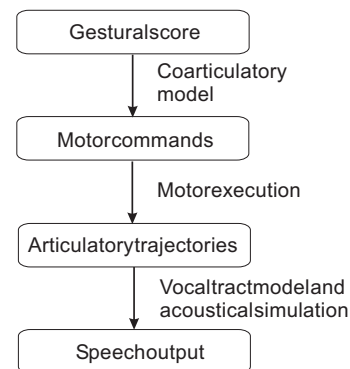 Gesturalscore
Coarticulatory
model
Motorcommands
Motorexecution
Articulatorytrajectories
Vocaltractmodeland
acousticalsimulation
Speechoutput